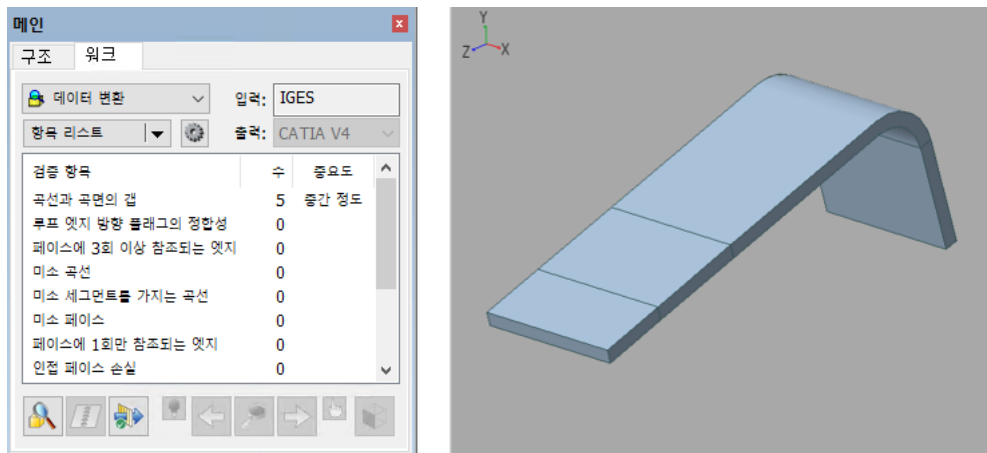 메인
구조 워크
데이터 변환 입력: IGES
항목 리스트 출력: CATIA V4
검증 항목 수 중요도
곡선과 곡면의 갭 5 중간 정도
루프 엣지 방향 플래그의 정합성 0
페이스에 3회 이상 참조되는 엣지 0
미소 곡선 0
미소 세그먼트를 가지는 곡선 0
미소 페이스 0
페이스에 1회만 참조되는 엣지 0
인접 페이스 손실 0
Y
Z X